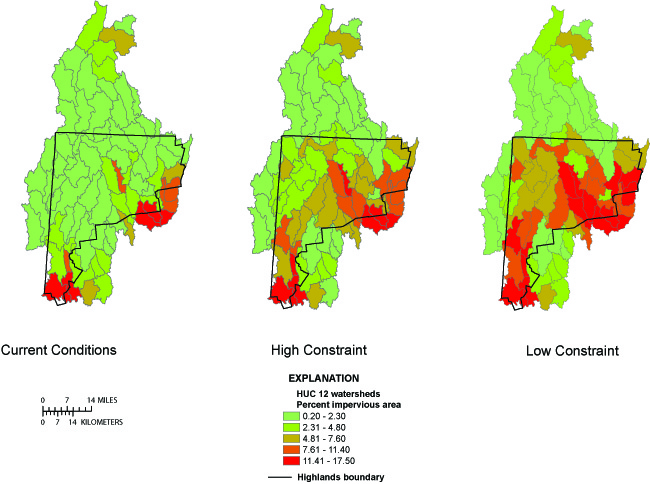 Current Conditions
High Constraint
Low Constraint
0 7 14 MILES
0 7 14 KILOMETERS
EXPLANATION
HUC 12 watersheds
Percent impervious area
0.20 - 2.30
2.31 - 4.80
4.81 - 7.60
7.61 - 11.40
11.41 - 17.50
Highlands boundary